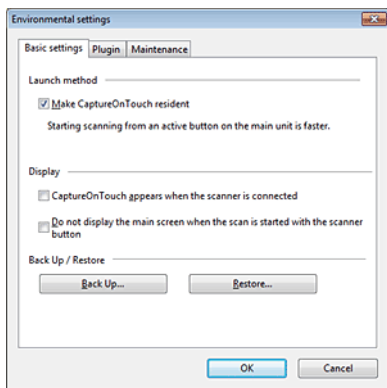 Environmental settings
Basic settings Plugin Maintenance
Launch method
Make CaptureOnTouch resident
Starting scanning from an active button on the main unit is faster.
Display
CaptureOnTouch appears when the scanner is connected
Do not display the main screen when the scan is started with the scanner
button
Back Up / Restore
Back Up... Restore...
OK Cancel